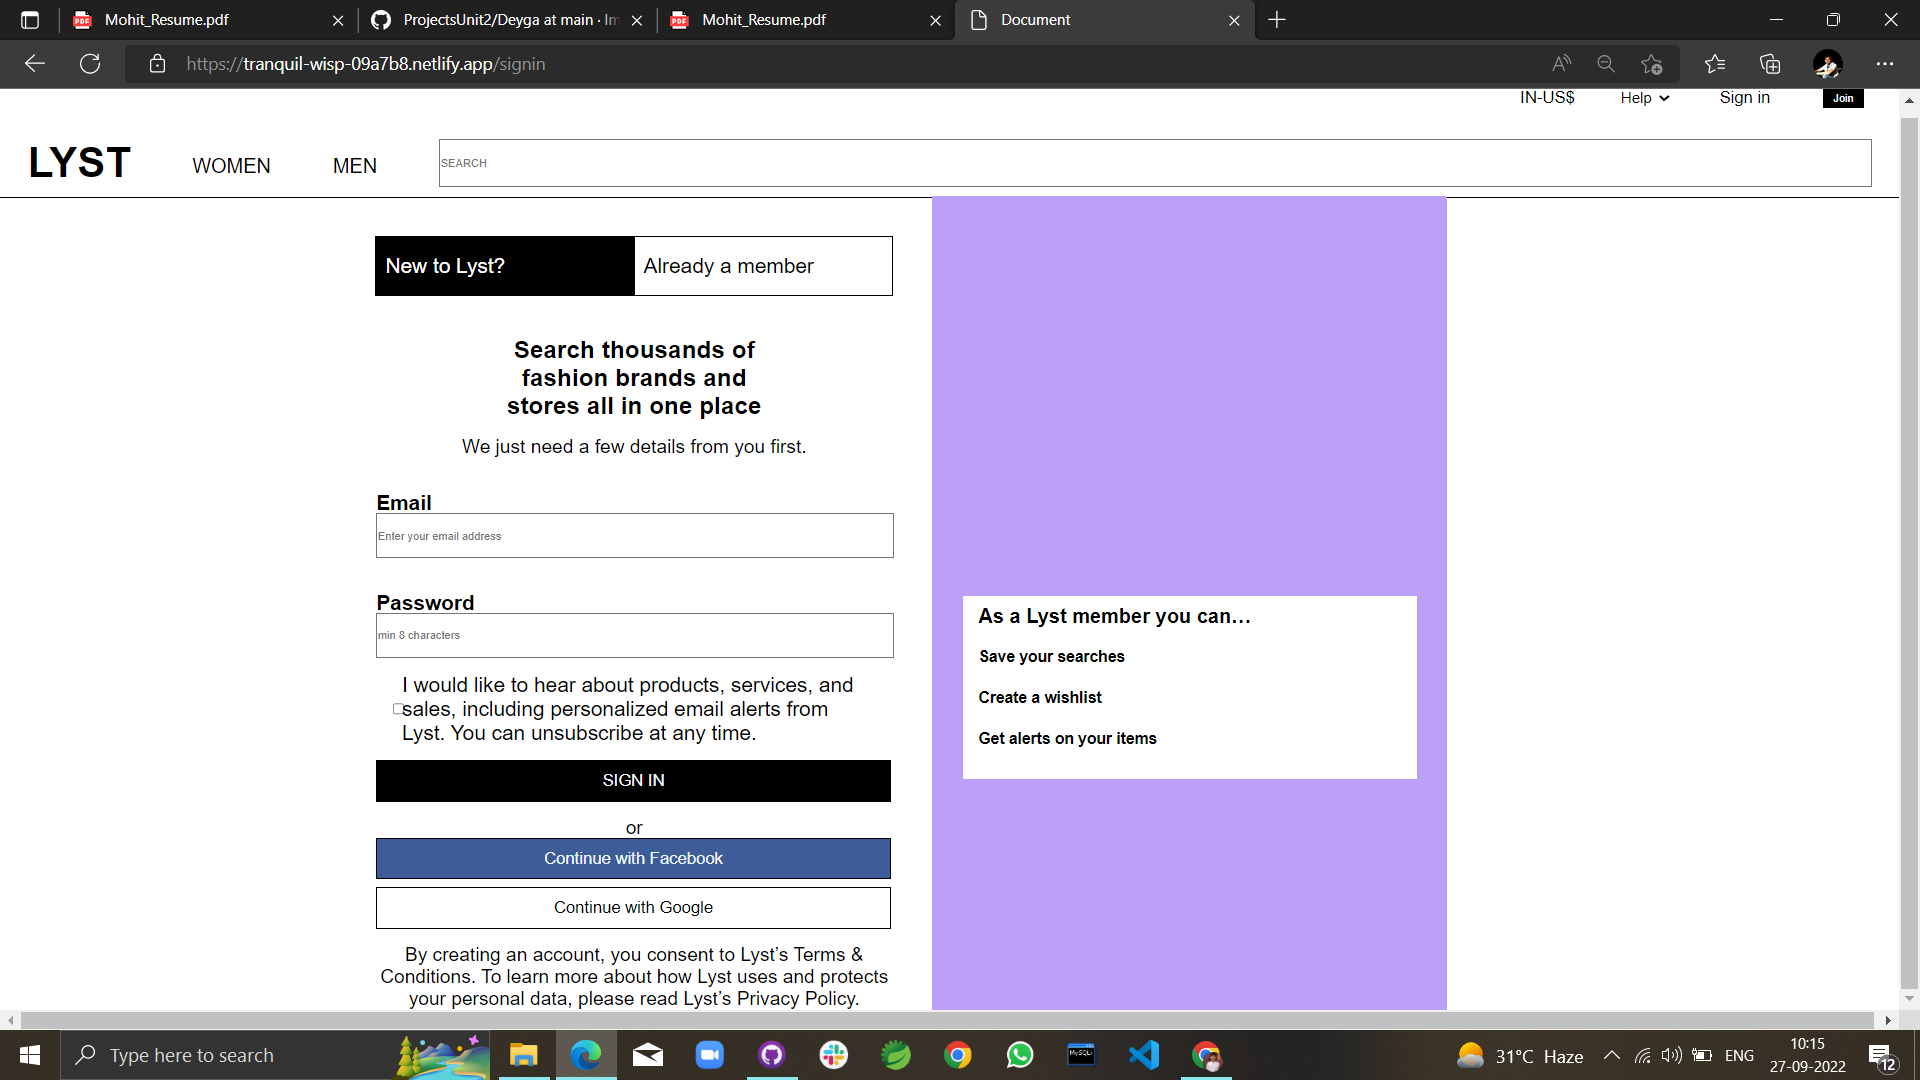 Mohit_Resume.pdf
ProjectsUnit2/Deyga at main · Im
Mohit_Resume.pdf
Document
https://tranquil-wisp-09a7b8.netlify.app/signin
IN-US$
Help
Sign in
Join
LYST
WOMEN
MEN
SEARCH
New to Lyst?
Already a member
Search thousands of
fashion brands and
stores all in one place
We just need a few details from you first.
Email
Enter your email address
Password
min 8 characters
I would like to hear about products, services, and
sales, including personalized email alerts from
Lyst. You can unsubscribe at any time.
SIGN IN
or
Continue with Facebook
Continue with Google
By creating an account, you consent to Lyst’s Terms &
Conditions. To learn more about how Lyst uses and protects
your personal data, please read Lyst’s Privacy Policy.
As a Lyst member you can…
Save your searches
Create a wishlist
Get alerts on your items
Type here to search
31°C Haze
ENG
10:15
27-09-2022
12